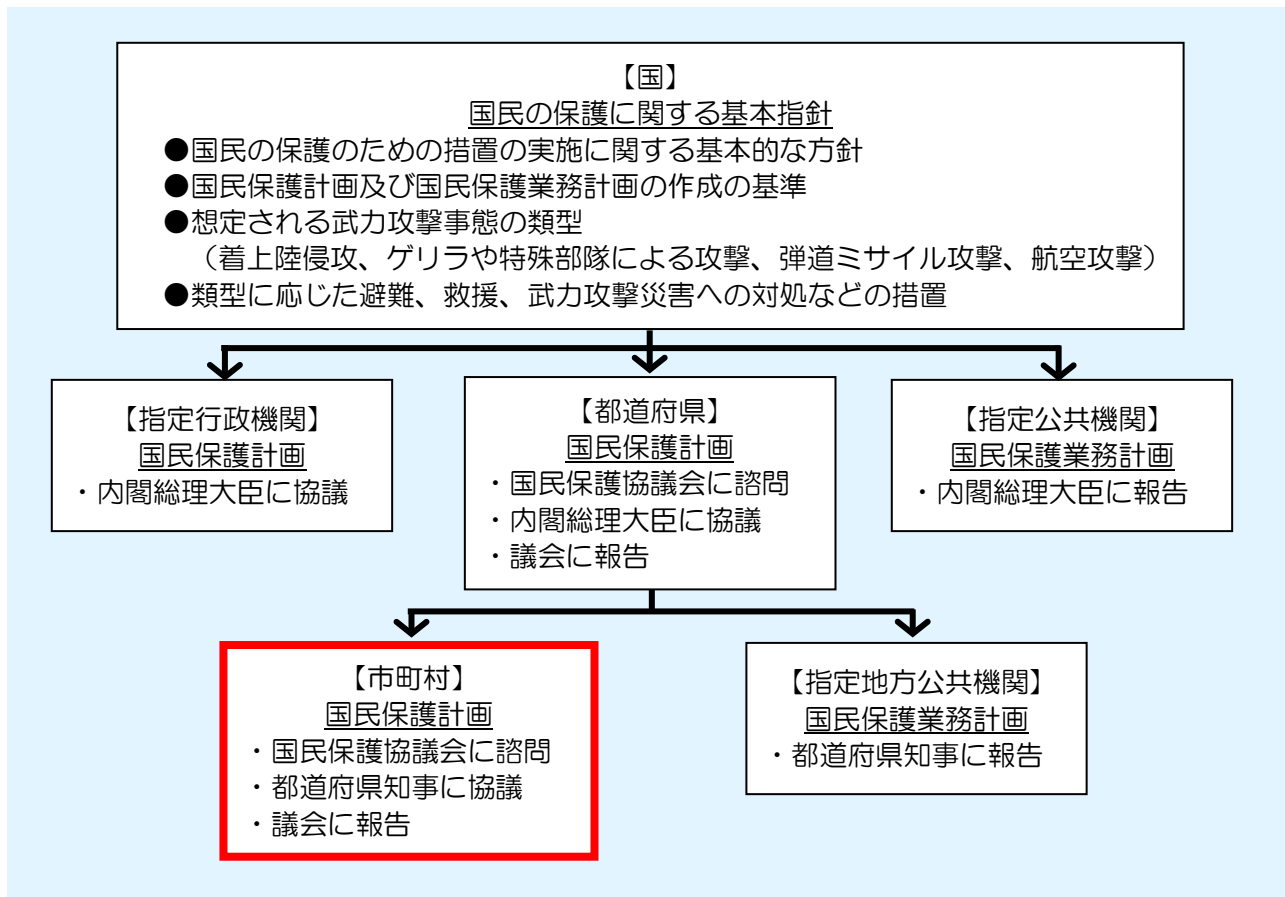 【国】
国民の保護に関する基本指針
●国民の保護のための措置の実施に関する基本的な方針
●国民保護計画及び国民保護業務計画の作成の基準
●想定される武力攻撃事態の類型
（着上陸侵攻、ゲリラや特殊部隊による攻撃、弾道ミサイル攻撃、航空攻撃）
●類型に応じた避難、救援、武力攻撃災害への対処などの措置
【指定行政機関】
国民保護計画
・内閣総理大臣に協議
【都道府県】
国民保護計画
・国民保護協議会に諮問
・内閣総理大臣に協議
・議会に報告
【指定公共機関】
国民保護業務計画
・内閣総理大臣に報告
【市町村】
国民保護計画
・国民保護協議会に諮問
・都道府県知事に協議
・議会に報告
【指定地方公共機関】
国民保護業務計画
・都道府県知事に報告